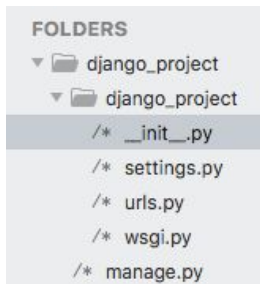 FOLDERS
django_project
django_project
/* __init__.py
/* settings.py
/* urls.py
/* wsgi.py
/* manage.py